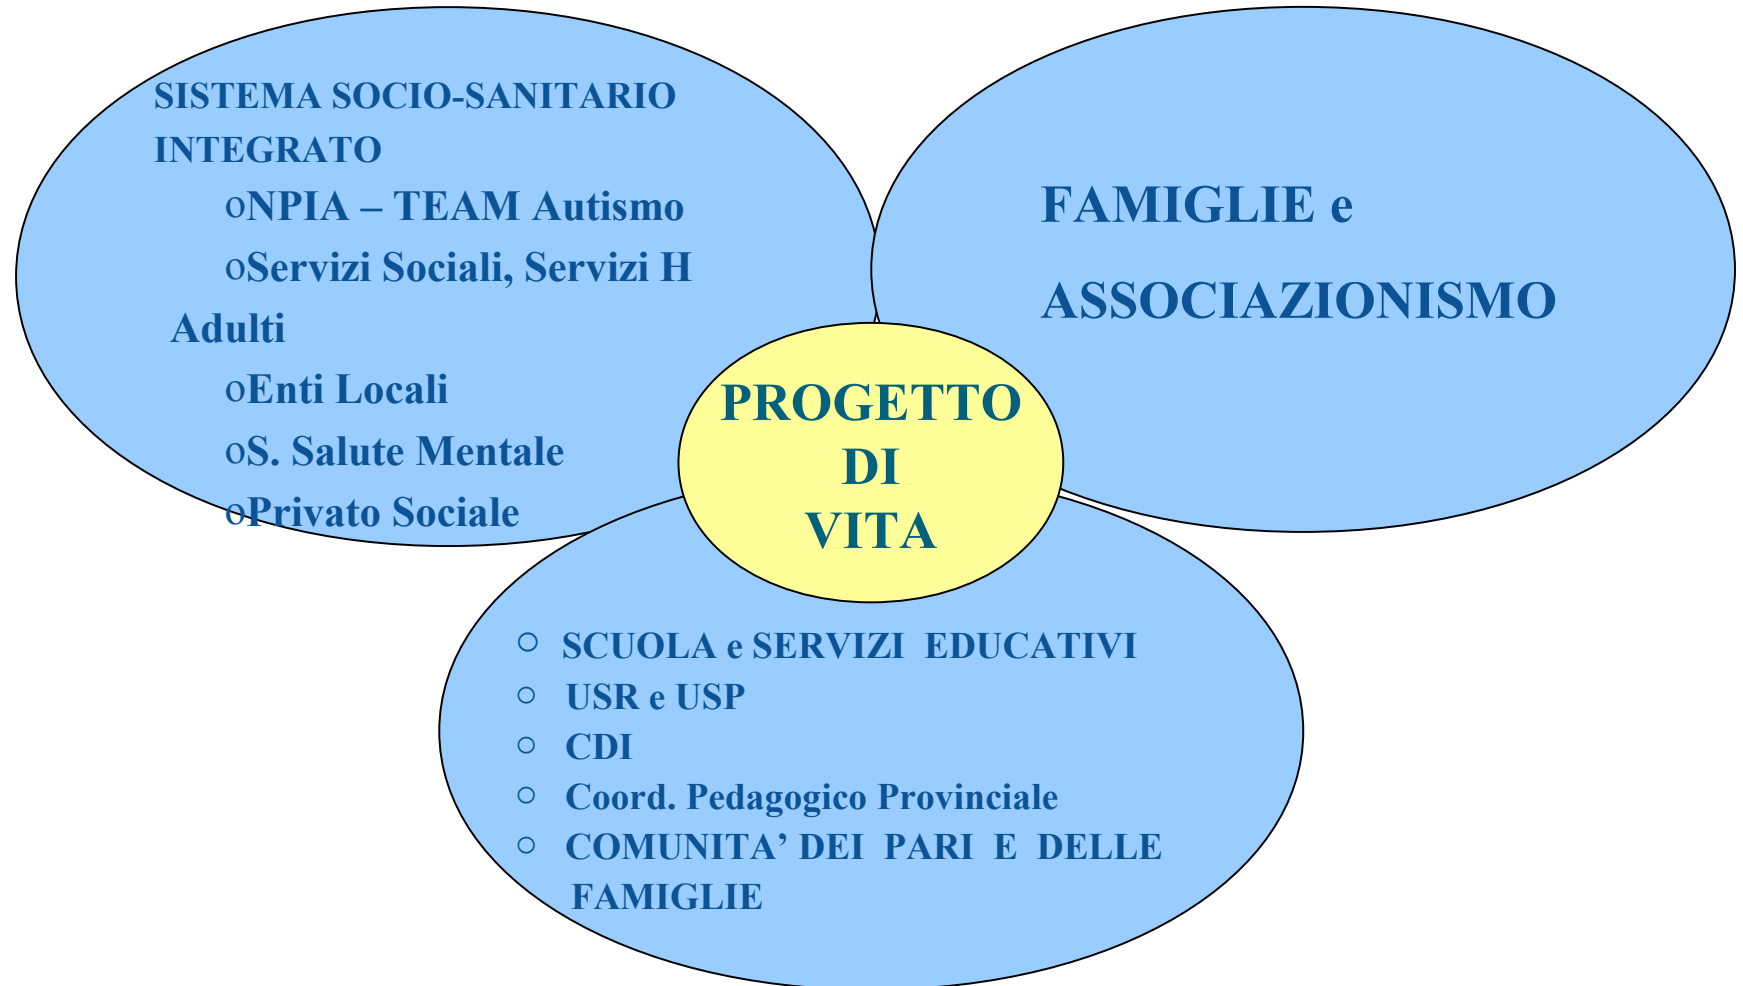 SISTEMA SOCIO-SANITARIO
INTEGRATO
oNPIA – TEAM Autismo
oServizi Sociali, Servizi H
Adulti
oEnti Locali
oS. Salute Mentale
oPrivato Sociale
FAMIGLIE e
ASSOCIAZIONISMO
PROGETTO
DI
VITA
○ SCUOLA e SERVIZI  EDUCATIVI
○ USR e USP
○ CDI
○ Coord. Pedagogico Provinciale
○ COMUNITA’ DEI  PARI  E  DELLE
FAMIGLIE